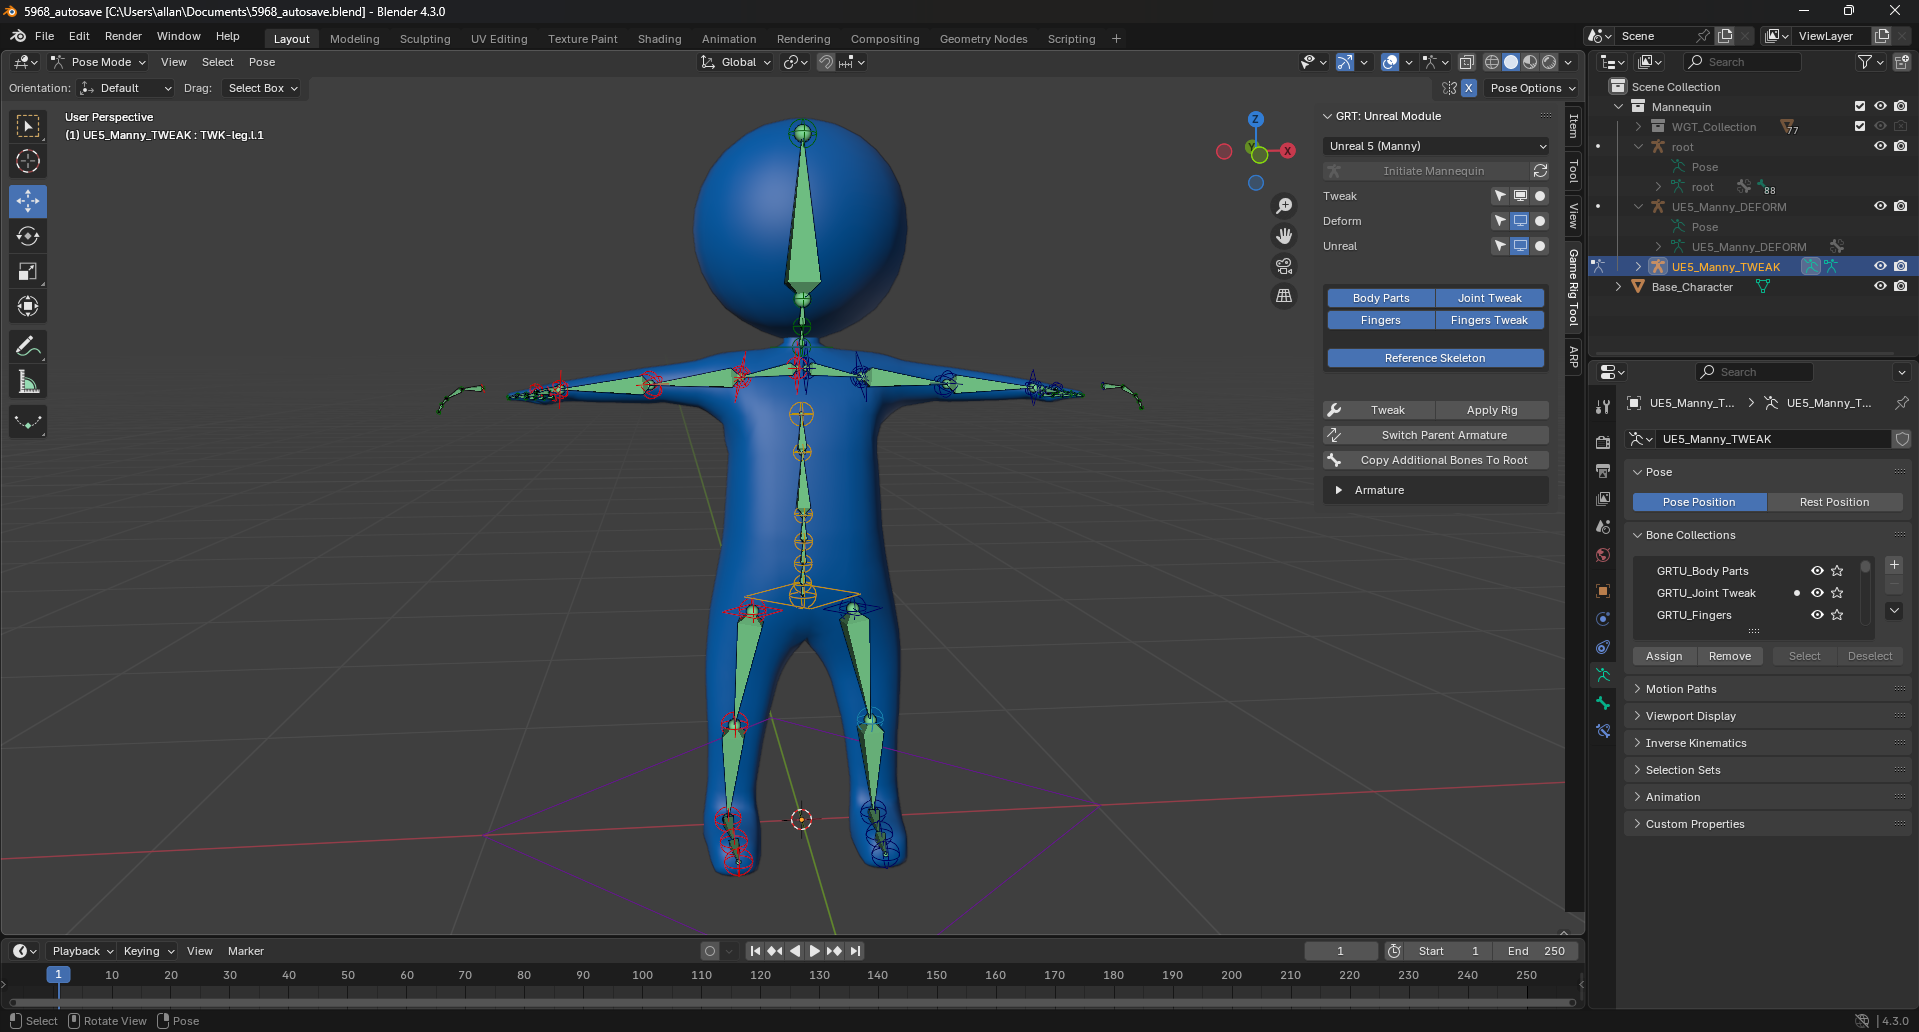 5968_autosave [C:\Users\allan\Documents\5968_autosave.blend] - Blender 4.3.0
File Edit Render Window Help Layout Modeling Sculpting UV Editing Texture Paint Shading Animation Rendering Compositing Geometry Nodes Scripting + Scene ViewLayer
Pose Mode View Select Pose Global Search
Orientation: Default Drag: Select Box X Pose Options
User Perspective
(1) UE5_Manny_TWEAK : TWK-leg.l.1
Z
X
Y
GRT: Unreal Module
Unreal 5 (Manny)
Initiate Mannequin
Tweak
Deform
Unreal
Body Parts Joint Tweak
Fingers Fingers Tweak
Reference Skeleton
Tweak Apply Rig
Switch Parent Armature
Copy Additional Bones To Root
Armature
Item
Tool
View
Game Rig Tool
ARP
Scene Collection
Mannequin
WGT_Collection 77
root
Pose
root 88
UE5_Manny_DEFORM
Pose
UE5_Manny_DEFORM
UE5_Manny_TWEAK
Base_Character
Search
UE5_Manny_T... UE5_Manny_T...
UE5_Manny_TWEAK
Pose
Pose Position Rest Position
Bone Collections
GRTU_Body Parts
GRTU_Joint Tweak
GRTU_Fingers
Assign Remove Select Deselect
Motion Paths
Viewport Display
Inverse Kinematics
Selection Sets
Animation
Custom Properties
Playback Keying View Marker 1 Start 1 End 250
1 10 20 30 40 50 60 70 80 90 100 110 120 130 140 150 160 170 180 190 200 210 220 230 240 250
Select Rotate View Pose 4.3.0